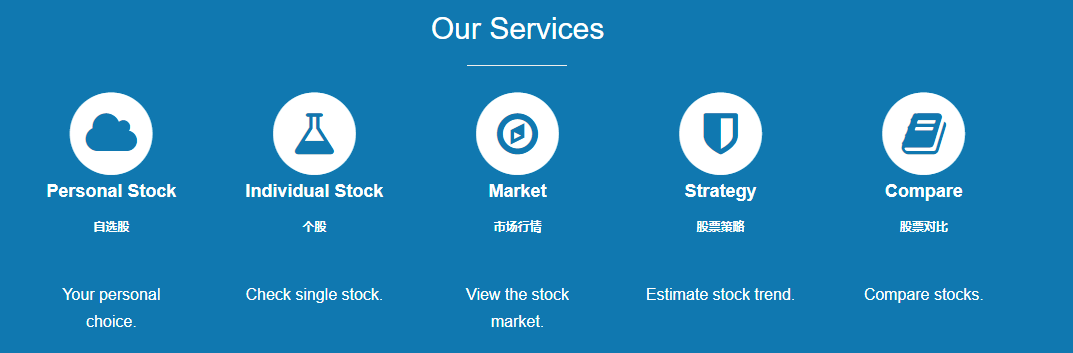 Our Services
Personal Stock
自选股
Your personal
choice.
Individual Stock
个股
Check single stock.
Market
市场行情
View the stock
market.
Strategy
股票策略
Estimate stock trend.
Compare
股票对比
Compare stocks.